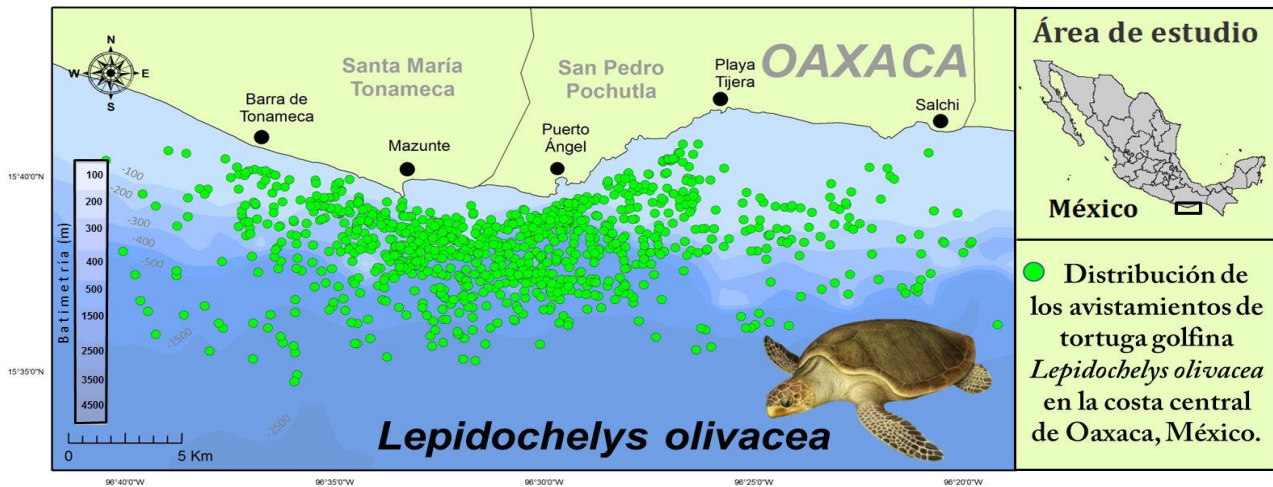 N
W
E
S
Barra de
Tonameca
Santa María
Tonameca
Mazunte
San Pedro
Pochutla
Puerto
Ángel
Playa
Tijera
OAXACA
Salchi
15°40'0"N
15°35'0"N
Batimetria (m)
100
200
300
400
500
1500
2500
3500
4500
-100
-200
-300
-400
-500
-1500
-2500
0
5 Km
Lepidochelys olivacea
96°40'0"W
96°35'0"W
96°30'0"W
96°25'0"W
96°20'0"W
Área de estudio
México
Distribución de
los avistamientos de
tortuga golfina
Lepidochelys olivacea
en la costa central
de Oaxaca, México.